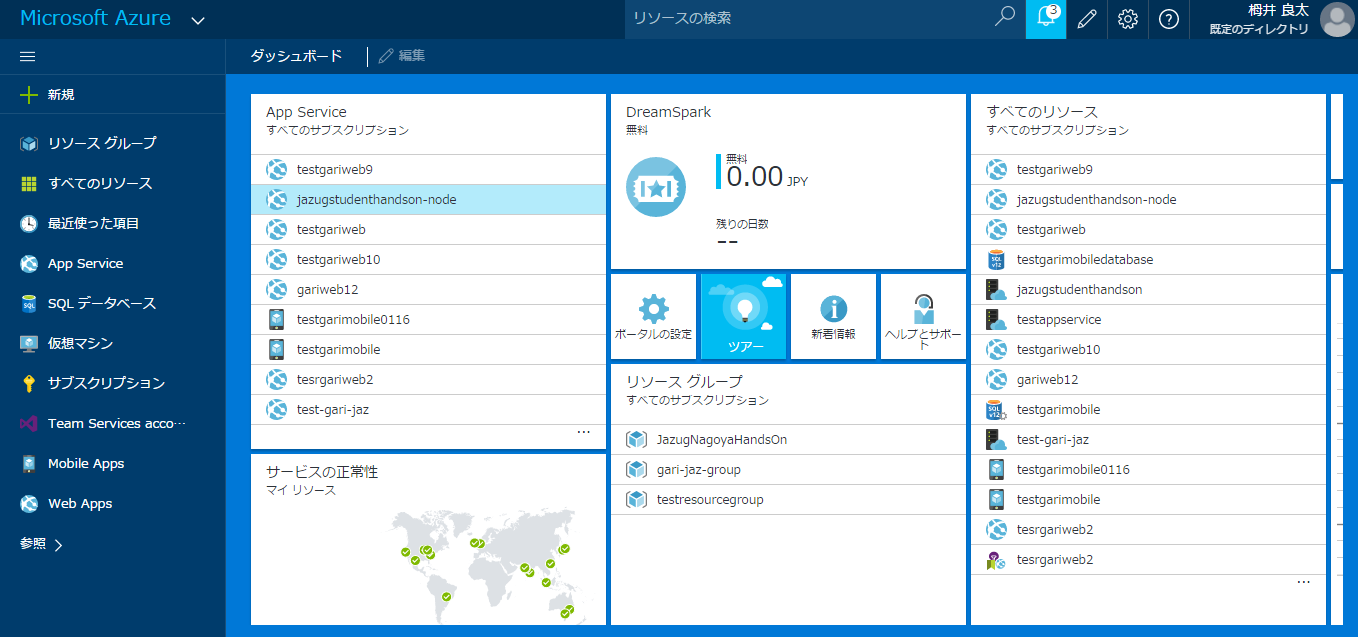 Microsoft Azure
リソースの検索
3
栂井 良太
既定のディレクトリ
ダッシュボード
編集
新規
リソース グループ
すべてのリソース
最近使った項目
App Service
SQL データベース
仮想マシン
サブスクリプション
Team Services acco…
Mobile Apps
Web Apps
参照
App Service
すべてのサブスクリプション
testgariweb9
jazugstudenthandson-node
testgariweb
testgariweb10
gariweb12
testgarimobile0116
testgarimobile
tesrgariweb2
test-gari-jaz
...
サービスの正常性
マイ リソース
DreamSpark
無料
無料
0.00 JPY
残りの日数
--
ポータルの設定
ツアー
新着情報
ヘルプとサポー
ト
リソース グループ
すべてのサブスクリプション
JazugNagoyaHandsOn
gari-jaz-group
testresourcegroup
すべてのリソース
すべてのサブスクリプション
testgariweb9
jazugstudenthandson-node
testgariweb
testgarimobiledatabase
jazugstudenthandson
testappservice
testgariweb10
gariweb12
testgarimobile
test-gari-jaz
testgarimobile0116
testgarimobile
tesrgariweb2
tesrgariweb2
...